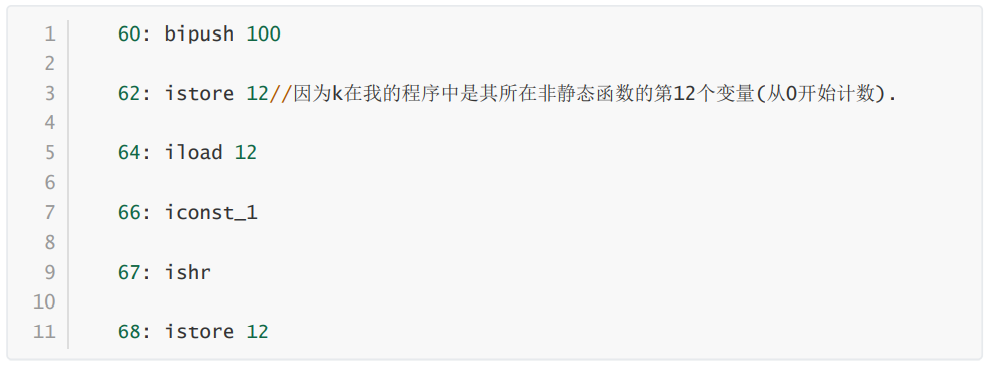 1 60: bipush 100
2
3 62: istore 12//因为k在我的程序中是其所在非静态函数的第12个变量(从0开始计数).
4
5 64: iload 12
6
7 66: iconst_1
8
9 67: ishr
10
11 68: istore 12